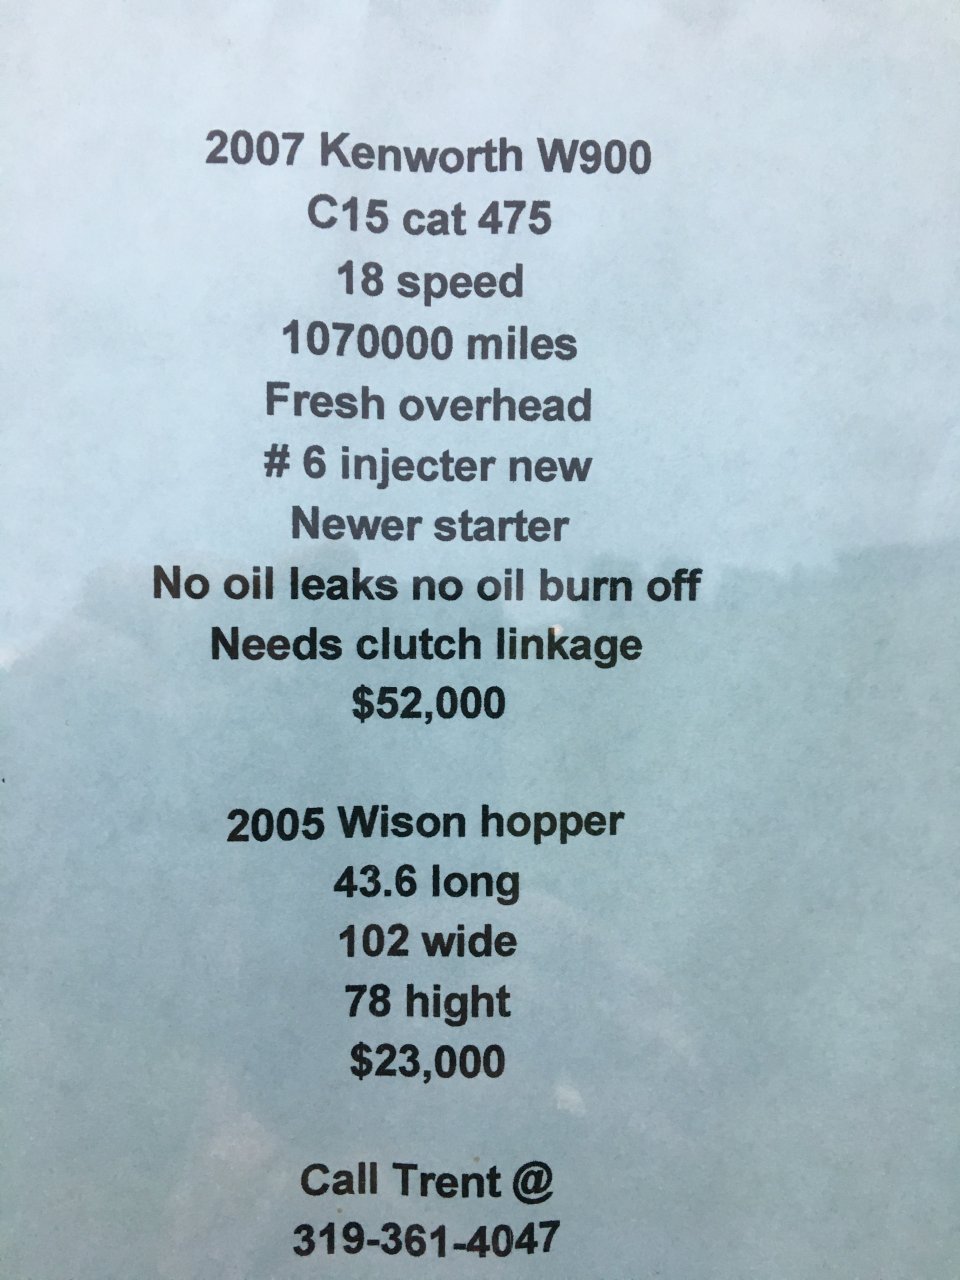 2007 Kenworth W900
C15 cat 475
18 speed
1070000 miles
Fresh overhead
# 6 injecter new
Newer starter
No oil leaks no oil burn off
Needs clutch linkage
$52,000
2005 Wison hopper
43.6 long
102 wide
78 hight
$23,000
Call Trent @
319-361-4047